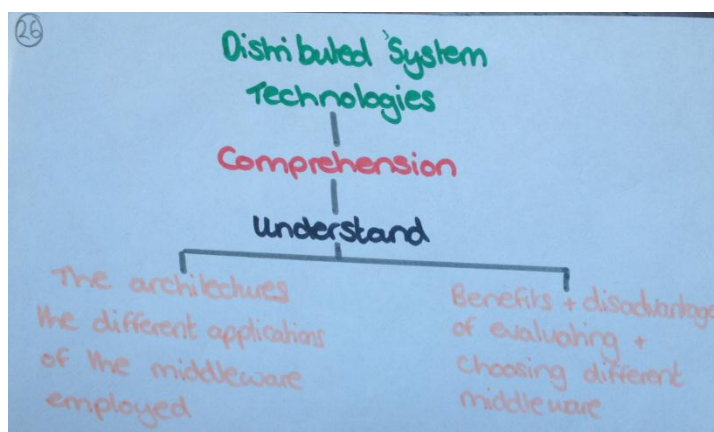 26
Distributed System
Technologies
Comprehension
Understand
The architectures
the different applications
of the middleware
employed
Benefits + disadvantage
of evaluating +
choosing different
middleware